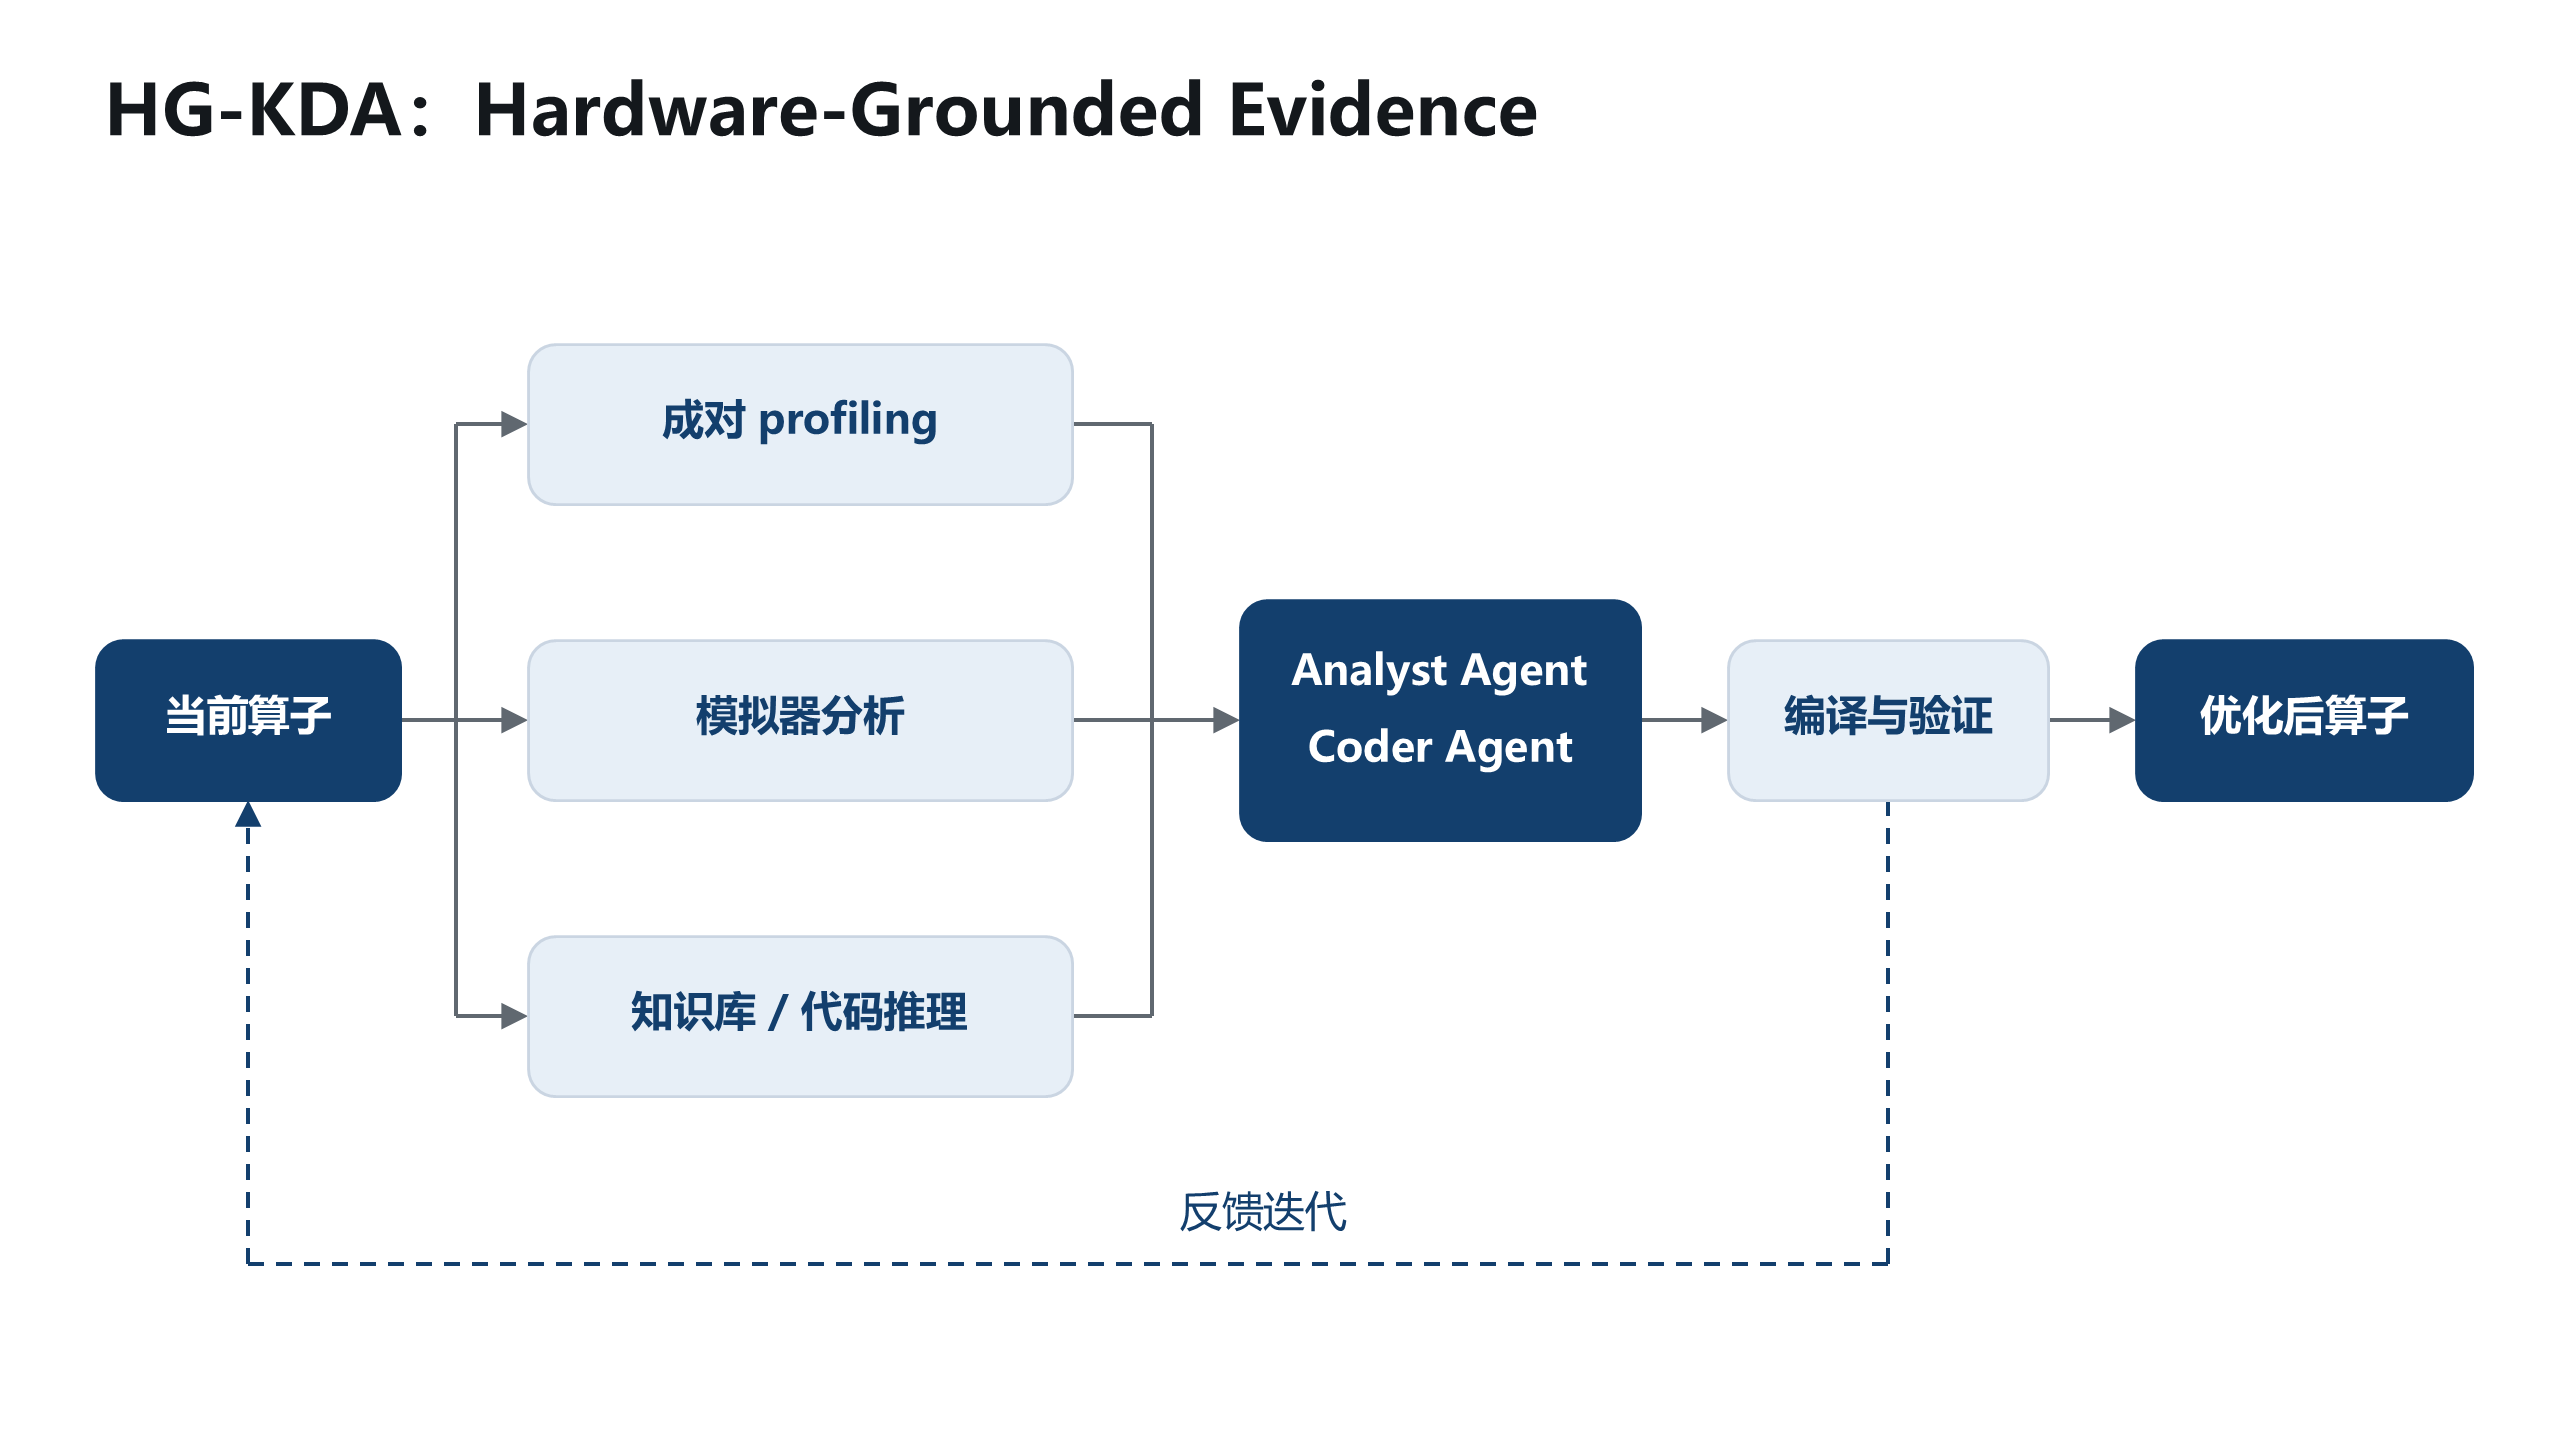 HG-KDA：Hardware-Grounded Evidence
成对 profiling
当前算子
模拟器分析
知识库 / 代码推理
Analyst Agent
Coder Agent
编译与验证
优化后算子
反馈迭代